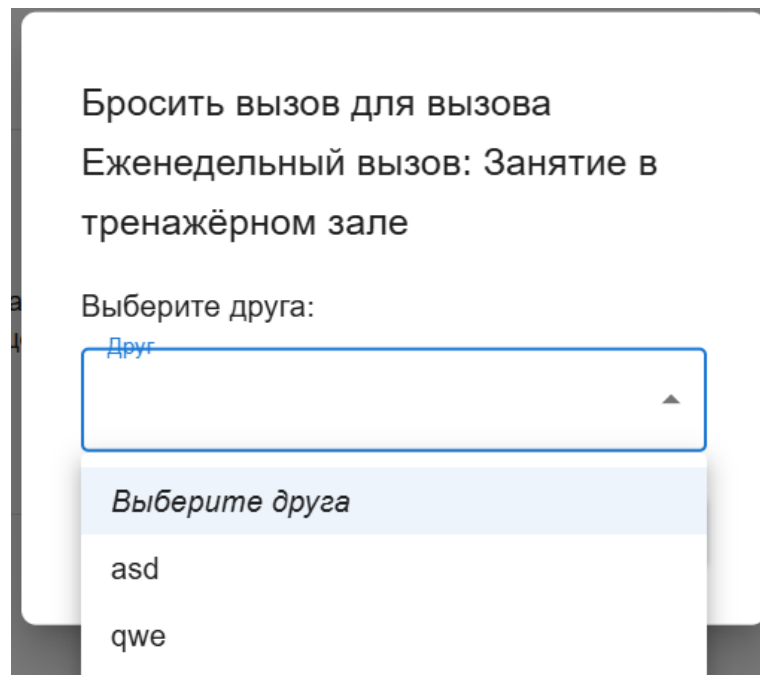 Бросить вызов для вызова
Еженедельный вызов: Занятие в
тренажёрном зале
Выберите друга:
Друг
Выберите друга
asd
qwe